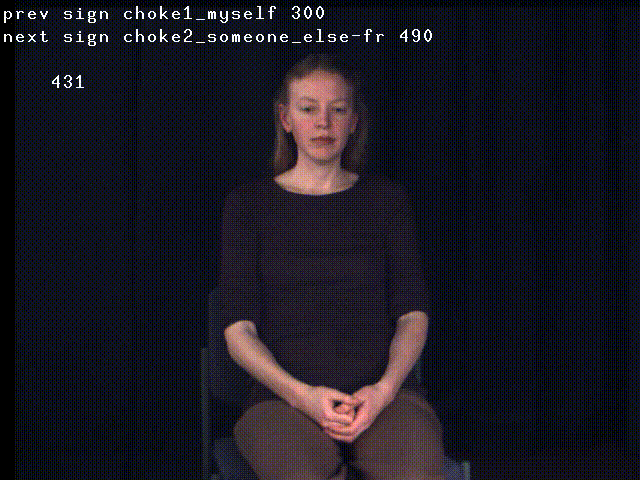 prev sign choke1_myself 300
next sign choke2_someone_else-fr 490
431